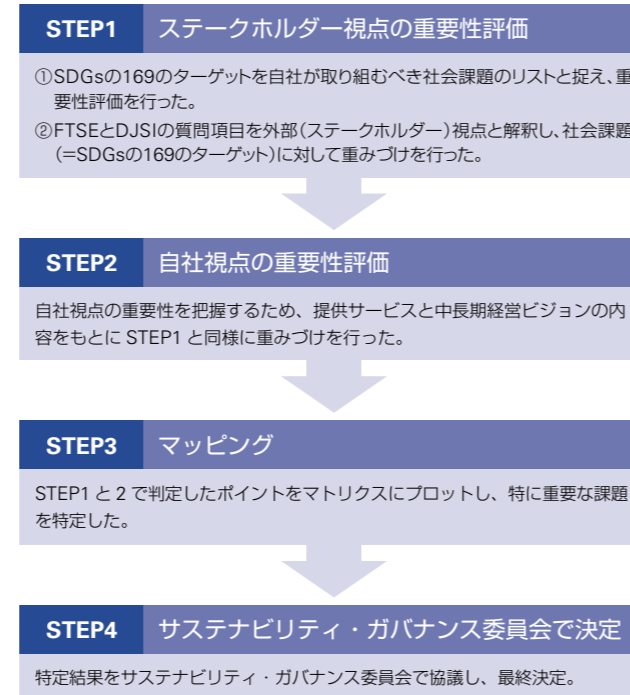 STEP1 ステークホルダー視点の重要性評価
①SDGsの169のターゲットを自社が取り組むべき社会課題のリストと捉え、重
要性評価を行った。
②FTSEとDJSIの質問項目を外部（ステークホルダー）視点と解釈し、社会課題
（=SDGsの169のターゲット）に対して重みづけを行った。
STEP2 自社視点の重要性評価
自社視点の重要性を把握するため、提供サービスと中長期経営ビジョンの内
容をもとに STEP1 と同様に重みづけを行った。
STEP3 マッピング
STEP1 と 2 で判定したポイントをマトリクスにプロットし、特に重要な課題
を特定した。
STEP4 サステナビリティ・ガバナンス委員会で決定
特定結果をサステナビリティ・ガバナンス委員会で協議し、最終決定。